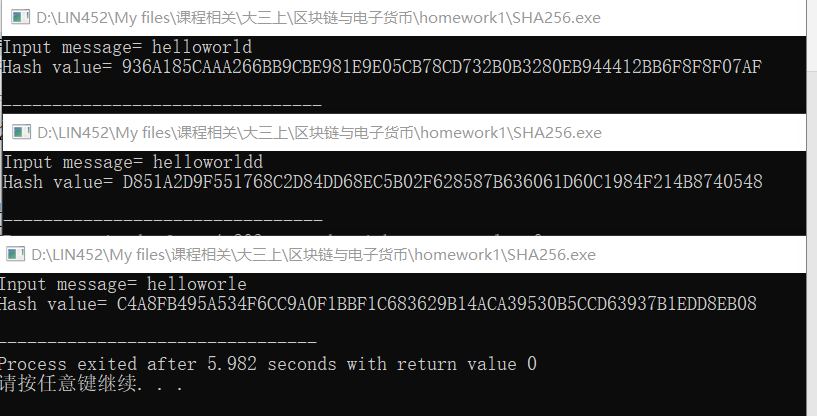 D:\LIN452\My files\课程相关\大三上\区块链与电子货币\homework1\SHA256.exe
Input message= helloworld
Hash value= 936A185CAAA266BB9CBE981E9E05CB78CD732B0B3280EB944412BB6F8F8F07AF
--------------------------------
D:\LIN452\My files\课程相关\大三上\区块链与电子货币\homework1\SHA256.exe
Input message= helloworldd
Hash value= D851A2D9F551768C2D84DD68EC5B02F628587B636061D60C1984F214B8740548
--------------------------------
D:\LIN452\My files\课程相关\大三上\区块链与电子货币\homework1\SHA256.exe
Input message= helloworle
Hash value= C4A8FB495A534F6CC9A0F1BBF1C683629B14ACA39530B5CCD63937B1EDD8EB08
--------------------------------
Process exited after 5.982 seconds with return value 0
请按任意键继续. . .